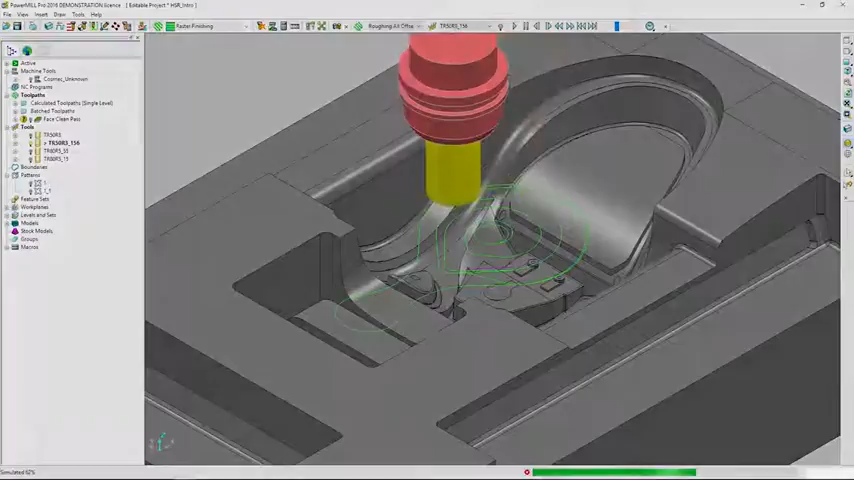 PowerMILL Pro 2016 DEMONSTRATION licence  [Editable Project " HSR_Intro]
File View Insert Draw Tools Help
Raster-Finishing
Roughing All Offse
TR50R3_156
Active
Machine Tools
Cosmec_Unknown
NC Programs
Toolpaths
Calculated Toolpaths (Single Level)
Batched Toolpaths
Face Clean Pass
Tools
TR50R3
> TR50R3_156
Boundaries
Patterns
1
1_1
Feature Sets
Workplanes
Levels and Sets
Models
Stock Models
Groups
Macros
Simulated 62%